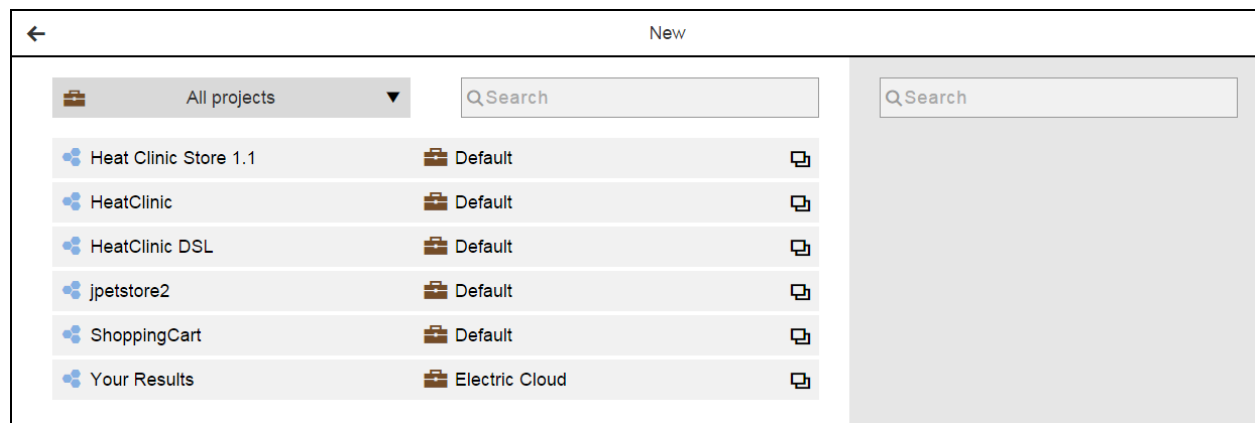 New
All projects Search Search
Heat Clinic Store 1.1 Default
HeatClinic Default
HeatClinic DSL Default
jpetstore2 Default
ShoppingCart Default
Your Results Electric Cloud